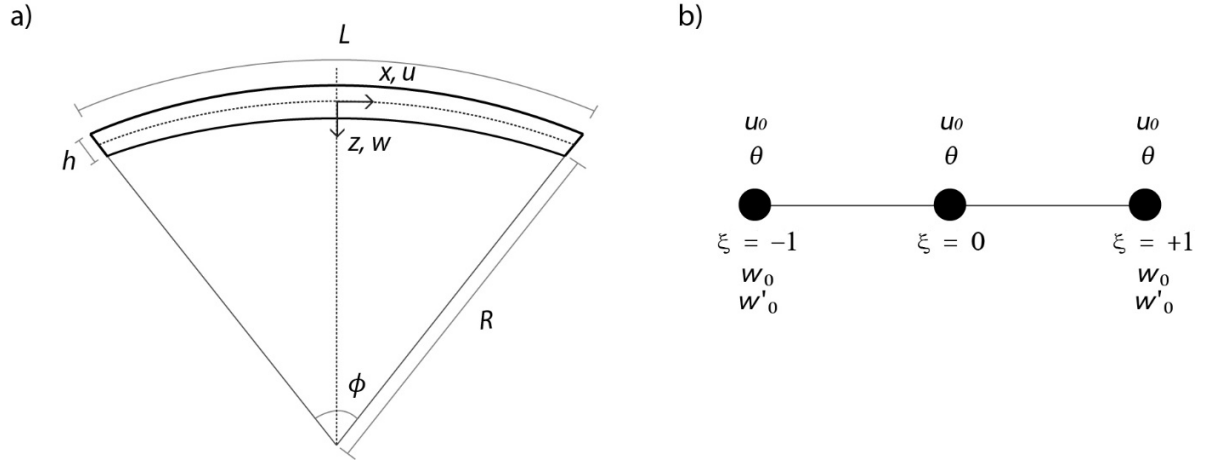 a)
L
x, u
z, w
h
R
ϕ
b)
u₀ u₀ u₀
θ θ θ
ξ = −1 ξ = 0 ξ = +1
w₀ w₀
w'₀ w'₀